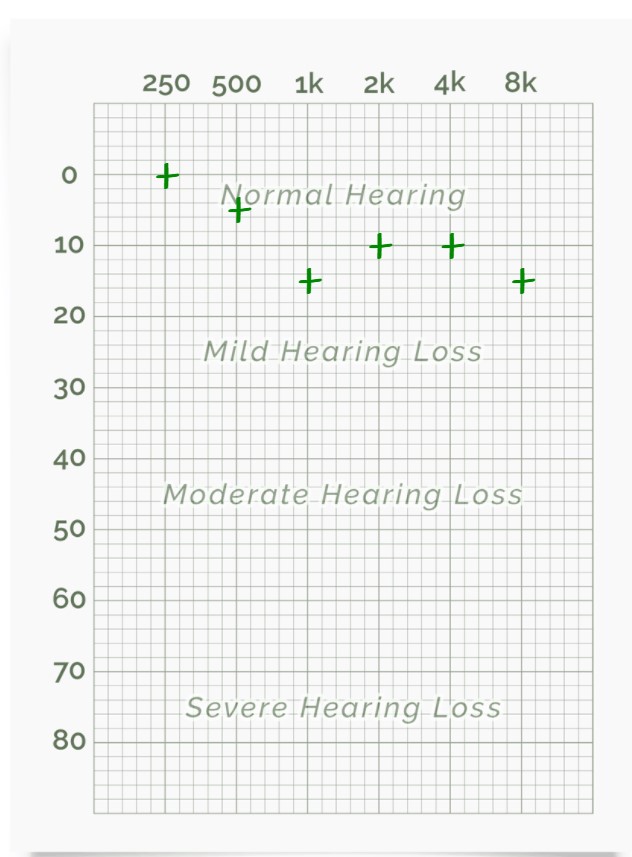 250 500 1k 2k 4k 8k
0
Normal Hearing
10
20
Mild Hearing Loss
30
40
Moderate Hearing Loss
50
60
70
Severe Hearing Loss
80